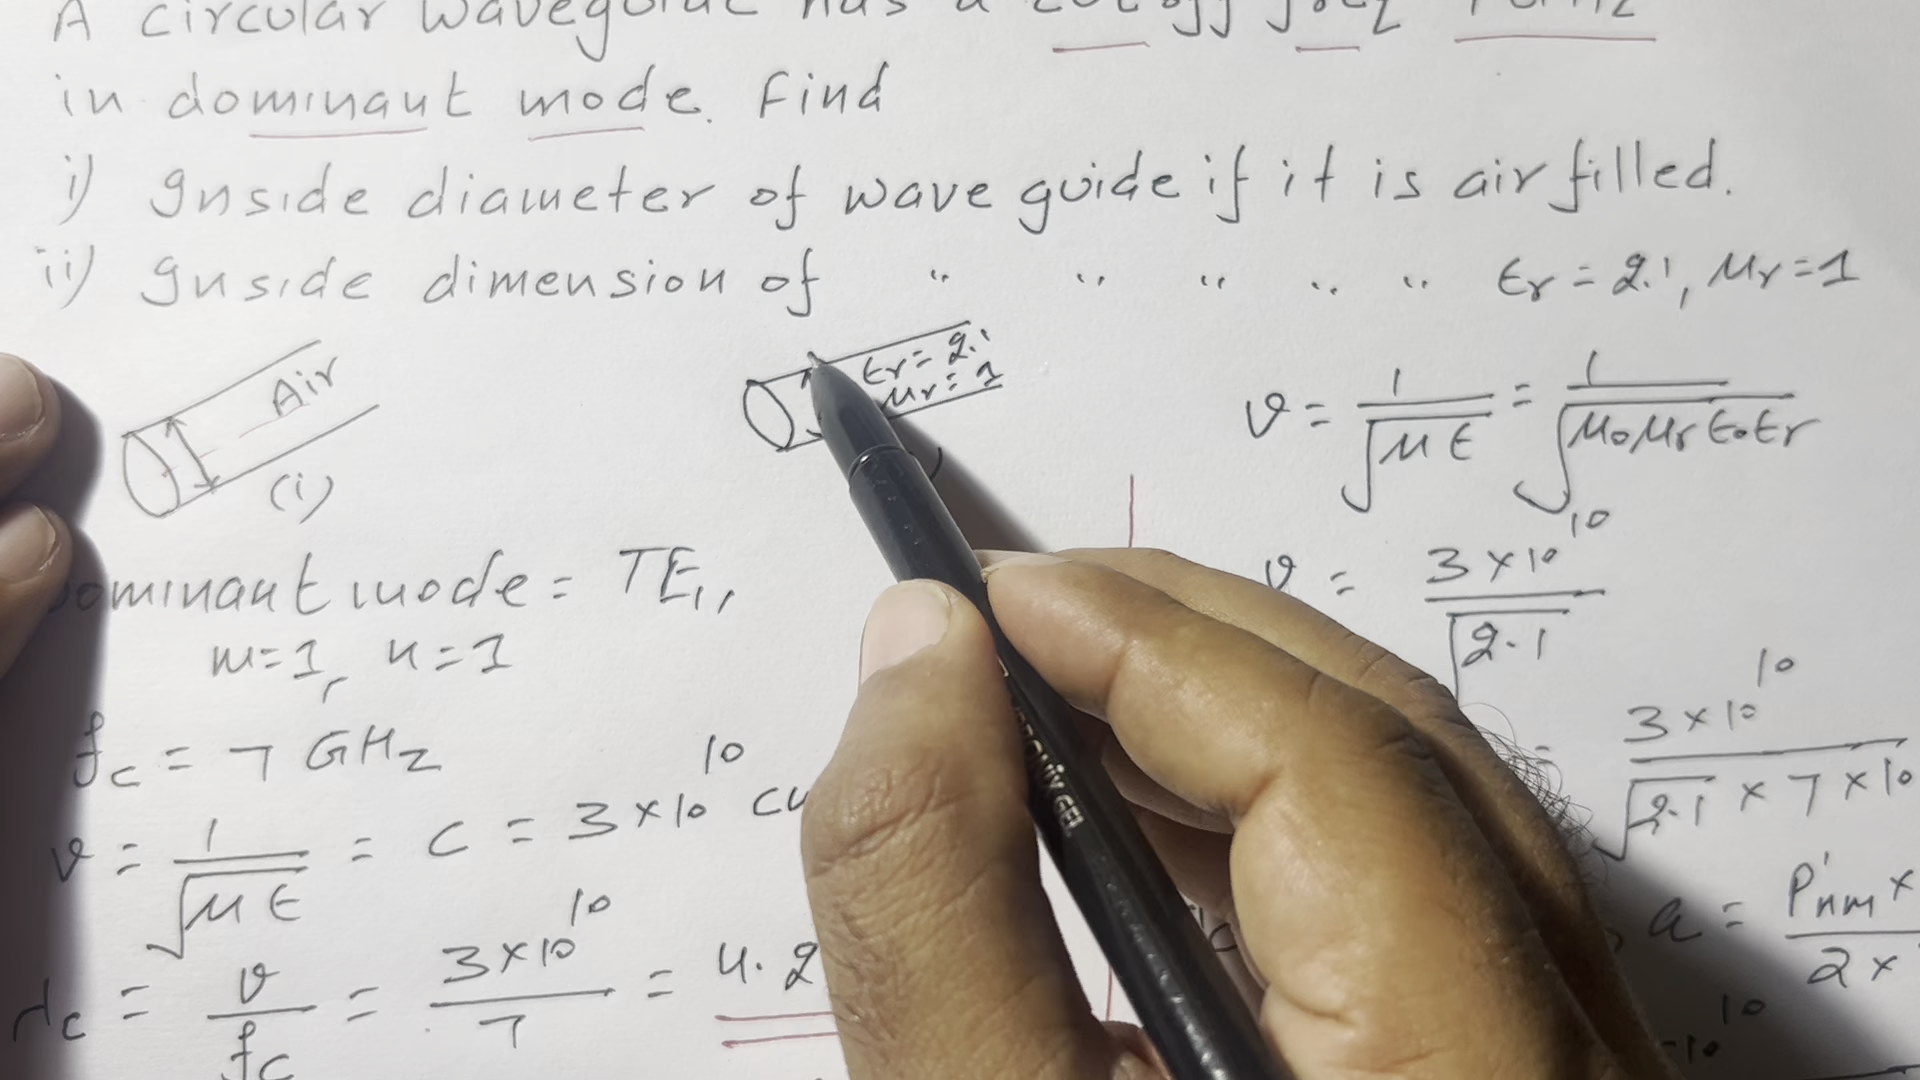 A circular waveguide has a cutoff freq
in dominant mode. Find
i) Inside diameter of wave guide if it is air filled.
ii) Inside dimension of " " " " " εr = 2.1, μr = 1
Air
(i)
εr = 2.1
μr = 1
v = 1/√με = 1/√μ0μrε0εr
Dominant mode = TE11
m=1, n=1
fc = 7 GHz
v = 1/√με = c = 3×10^10
λc = v/fc = 3×10^10/7 = 4.2
v = 3×10^10/√2.1
= 3×10^10/√2.1 × 7 × 10
a = P'nm ×/2 ×